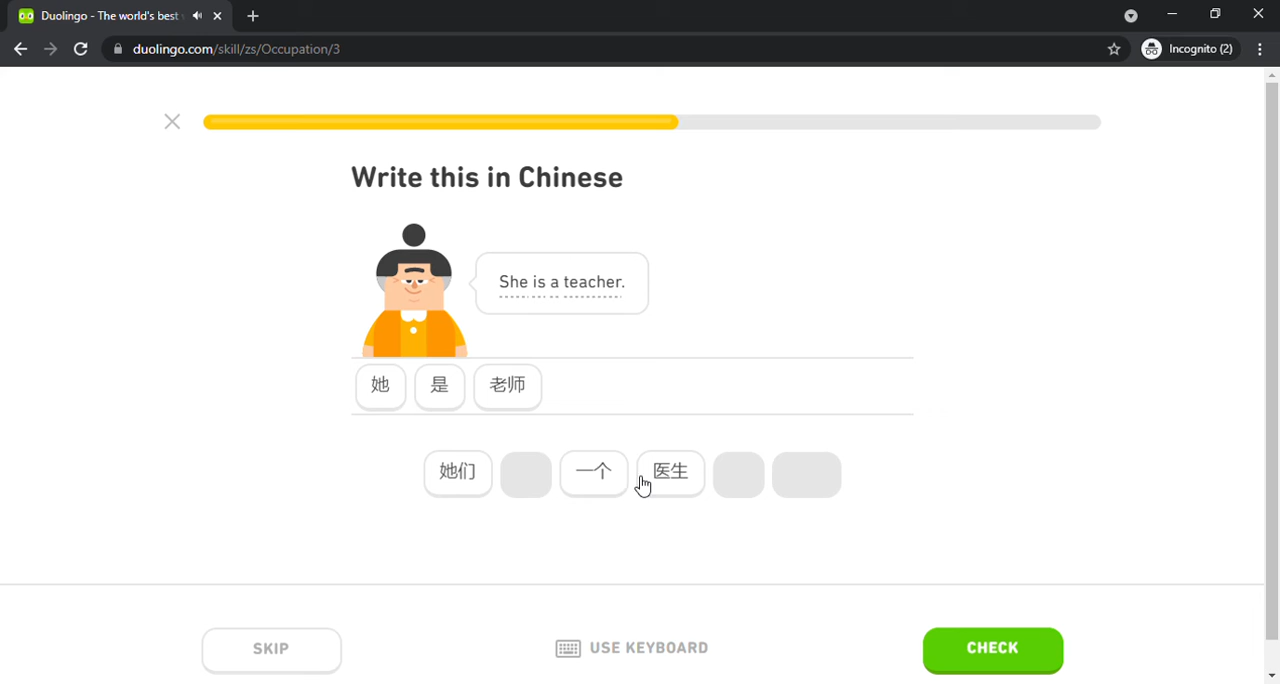 Duolingo - The world's best
duolingo.com/skill/zs/Occupation/3
Incognito (2)
Write this in Chinese
She is a teacher.
她 是 老师
她们 一个 医生
SKIP
USE KEYBOARD
CHECK